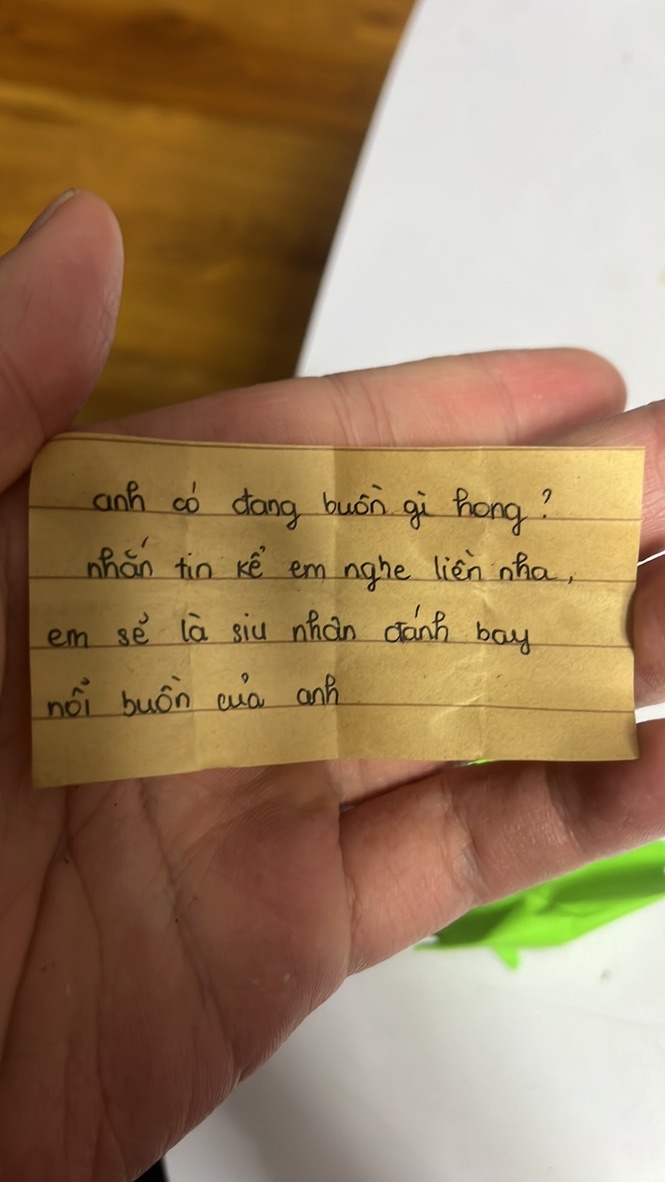 anh có đang buồn gì hong?
nhắn tin kể em nghe liền nha,
em sẽ là siu nhân đánh bay
nỗi buồn của anh